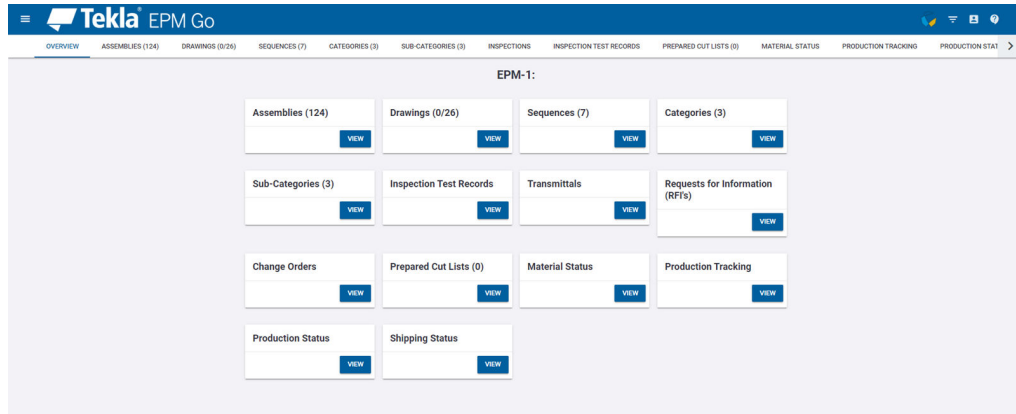 Tekla® EPM Go
OVERVIEW ASSEMBLIES (124) DRAWINGS (0/26) SEQUENCES (7) CATEGORIES (3) SUB-CATEGORIES (3) INSPECTIONS INSPECTION TEST RECORDS PREPARED CUT LISTS (0) MATERIAL STATUS PRODUCTION TRACKING PRODUCTION STAT
EPM-1:
Assemblies (124) Drawings (0/26) Sequences (7) Categories (3)
VIEW VIEW VIEW VIEW
Sub-Categories (3) Inspection Test Records Transmittals Requests for Information
(RFI's)
VIEW VIEW VIEW VIEW
Change Orders Prepared Cut Lists (0) Material Status Production Tracking
VIEW VIEW VIEW VIEW
Production Status Shipping Status
VIEW VIEW